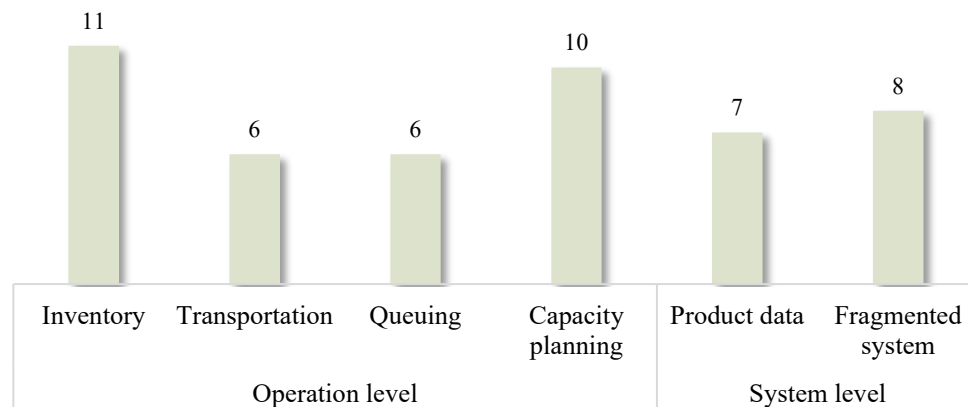 11
10
8
7
6
6
Inventory
Transportation
Queuing
Capacity
planning
Product data
Fragmented
system
Operation level
System level